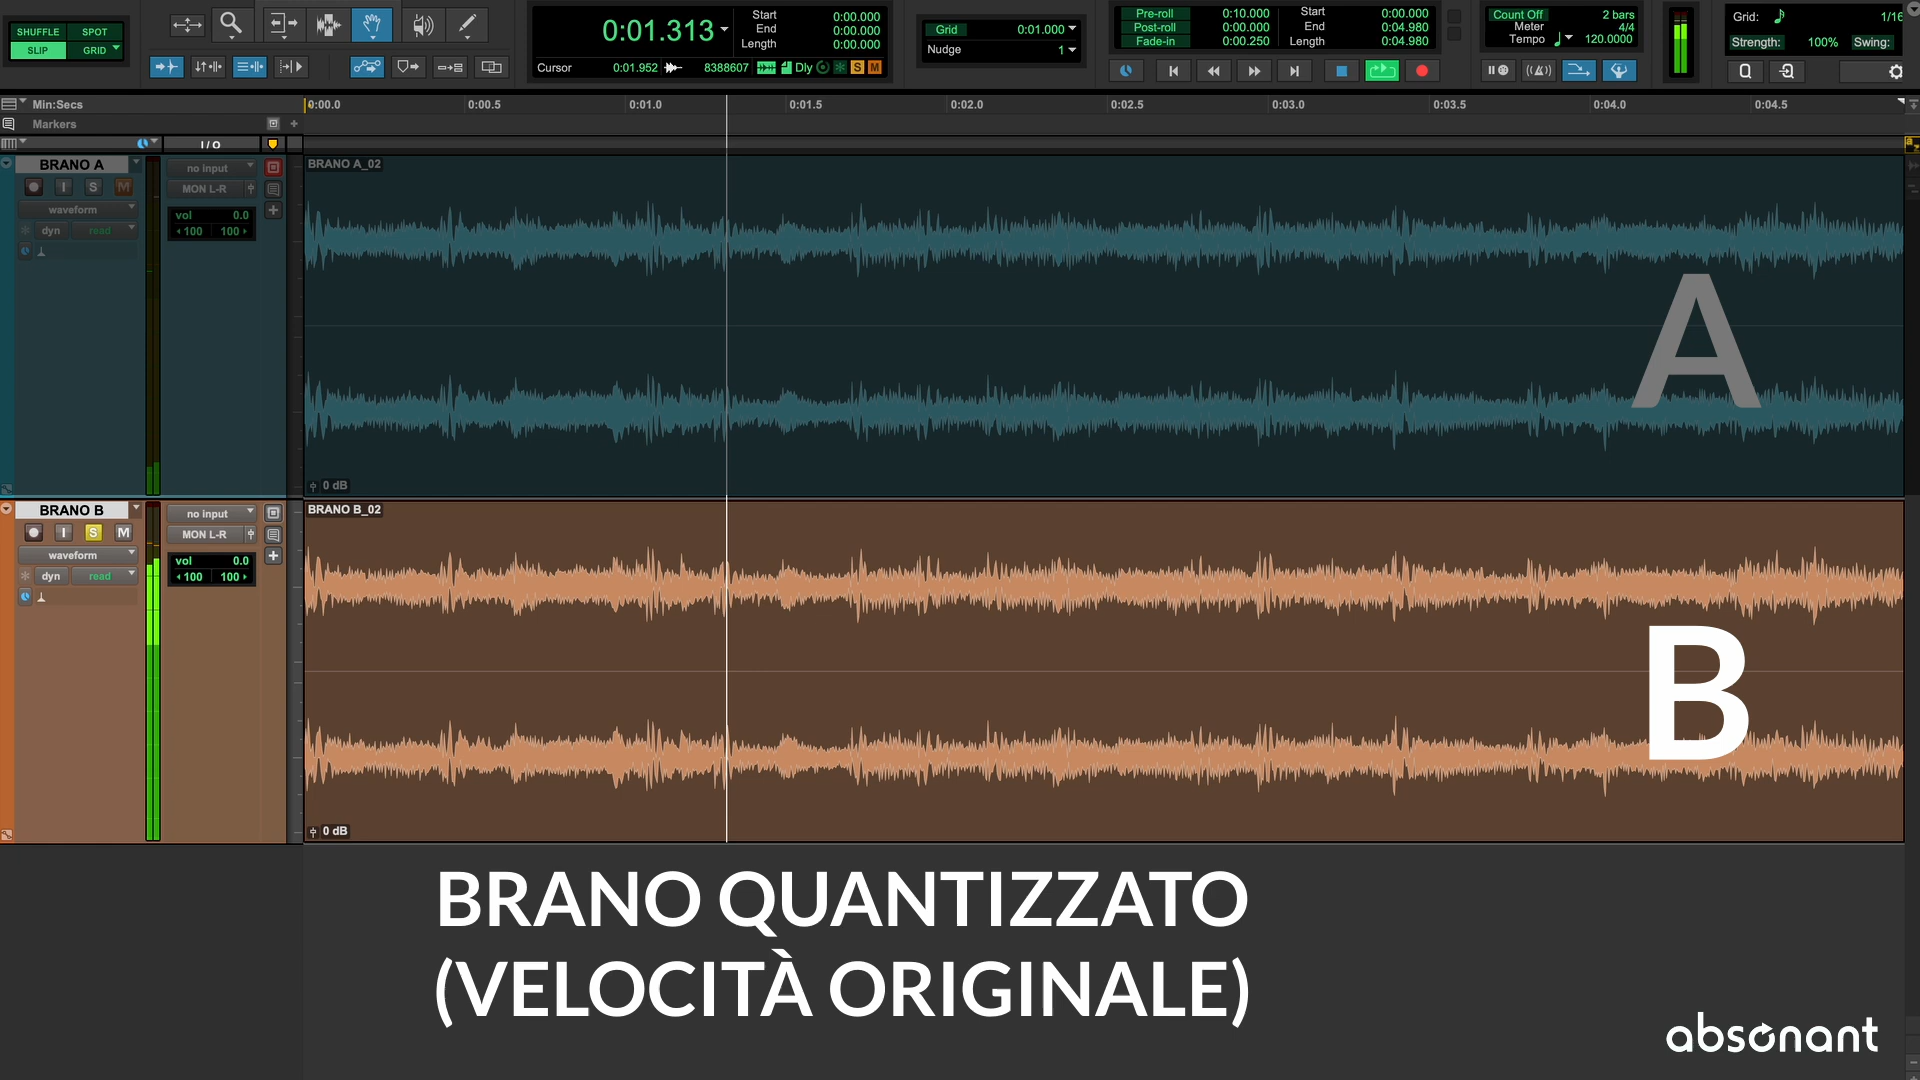 SHUFFLE SPOT
SLIP GRID
0:01.313
Start 0:00.000
End 0:00.000
Length 0:00.000
Cursor 0:01.952 8388607 Dly S M
Grid 0:01.000
Nudge 1
Pre-roll 0:10.000
Post-roll 0:00.000
Fade-in 0:00.250
Start 0:00.000
End 0:04.980
Length 0:04.980
Count Off 2 bars
Meter 4/4
Tempo 120.0000
Grid: 1/16
Strength: 100% Swing:
Min:Secs 0:00.0 0:00.5 0:01.0 0:01.5 0:02.0 0:02.5 0:03.0 0:03.5 0:04.0 0:04.5
Markers
I/O
BRANO A
I S M
waveform
dyn read
no input
MON L-R
vol 0.0
100 100
BRANO A_02
0 dB
A
BRANO B
I S M
waveform
dyn read
no input
MON L-R
vol 0.0
100 100
BRANO B_02
0 dB
B
BRANO QUANTIZZATO
(VELOCITÀ ORIGINALE)
absonant